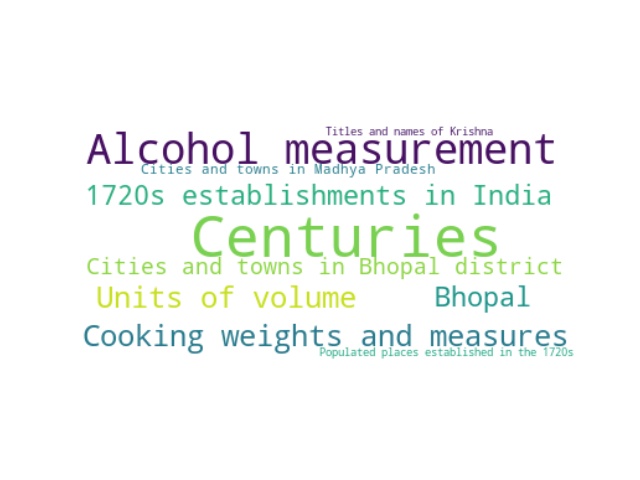 Titles and names of Krishna
Alcohol measurement
Cities and towns in Madhya Pradesh
1720s establishments in India
Centuries
Cities and towns in Bhopal district
Units of volume
Bhopal
Cooking weights and measures
Populated places established in the 1720s